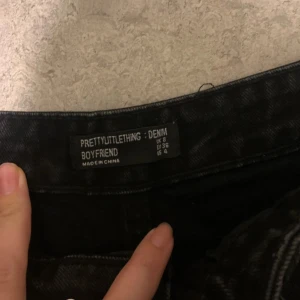 PRETTYLITTLETHING : DENIM
BOYFRIEND
MADE IN CHINA